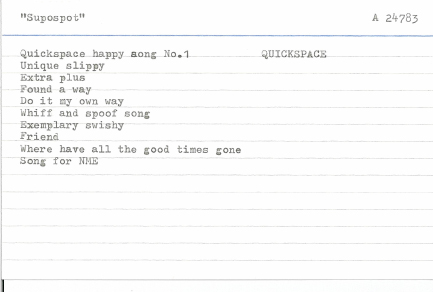 "Supospot" A 24783
Quickspace happy aong No.1 QUICKSPACE
Unique slippy
Extra plus
Found a way
Do it my own way
Whiff and spoof song
Exemplary swishy
Friend
Where have all the good times gone
Song for NME